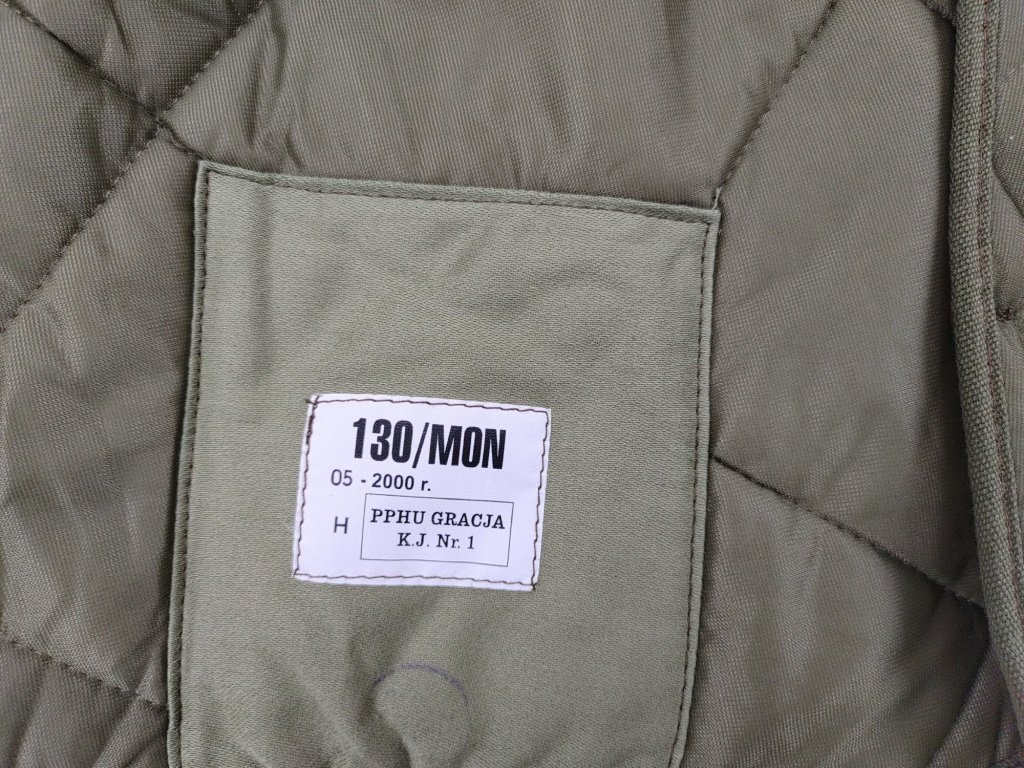 130/MON
05 - 2000 r.
H
PPHU GRACJA
K.J. Nr. 1